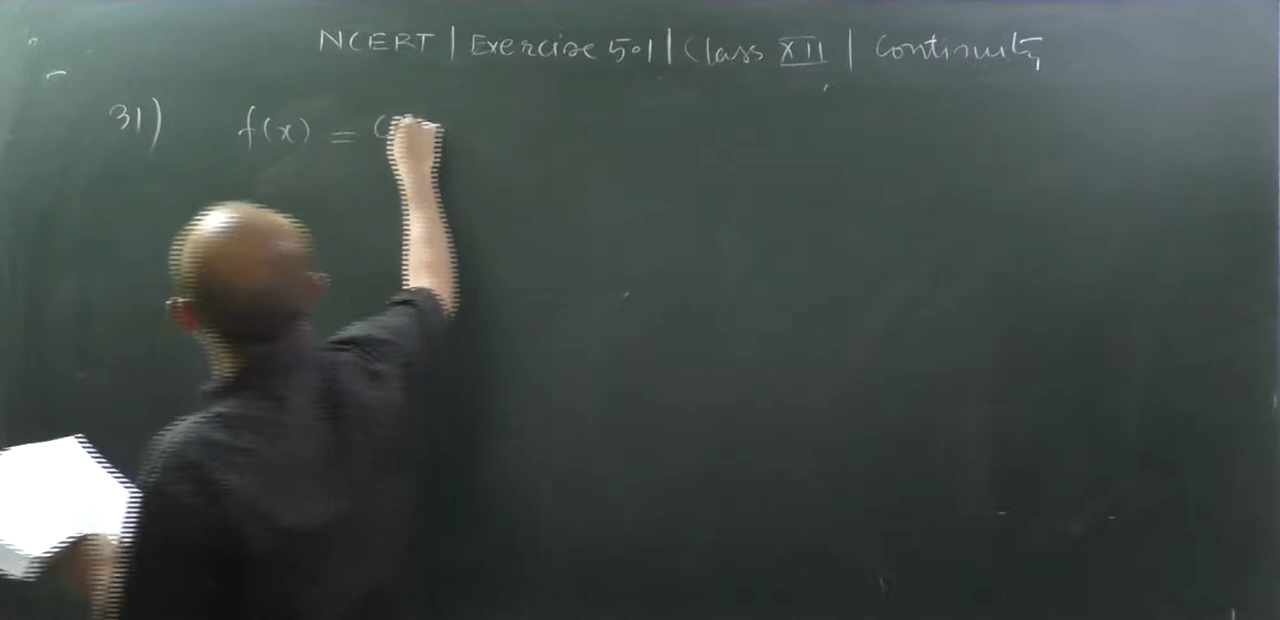 NCERT | Exercise 5.1 | Class XII | Continuity
31) f(x) = (